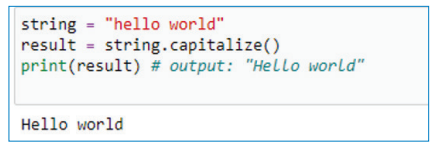 string = "hello world"
result = string.capitalize()
print(result) # output: "Hello world"
Hello world